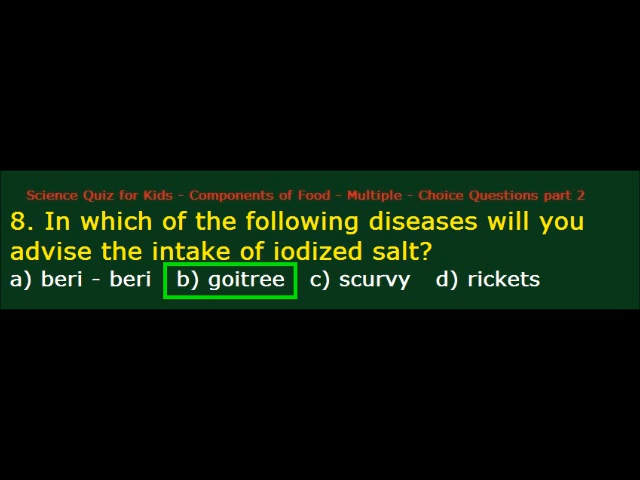 Science Quiz for Kids - Components of Food - Multiple - Choice Questions part 2
8. In which of the following diseases will you
advise the intake of iodized salt?
a) beri - beri b) goitree c) scurvy d) rickets